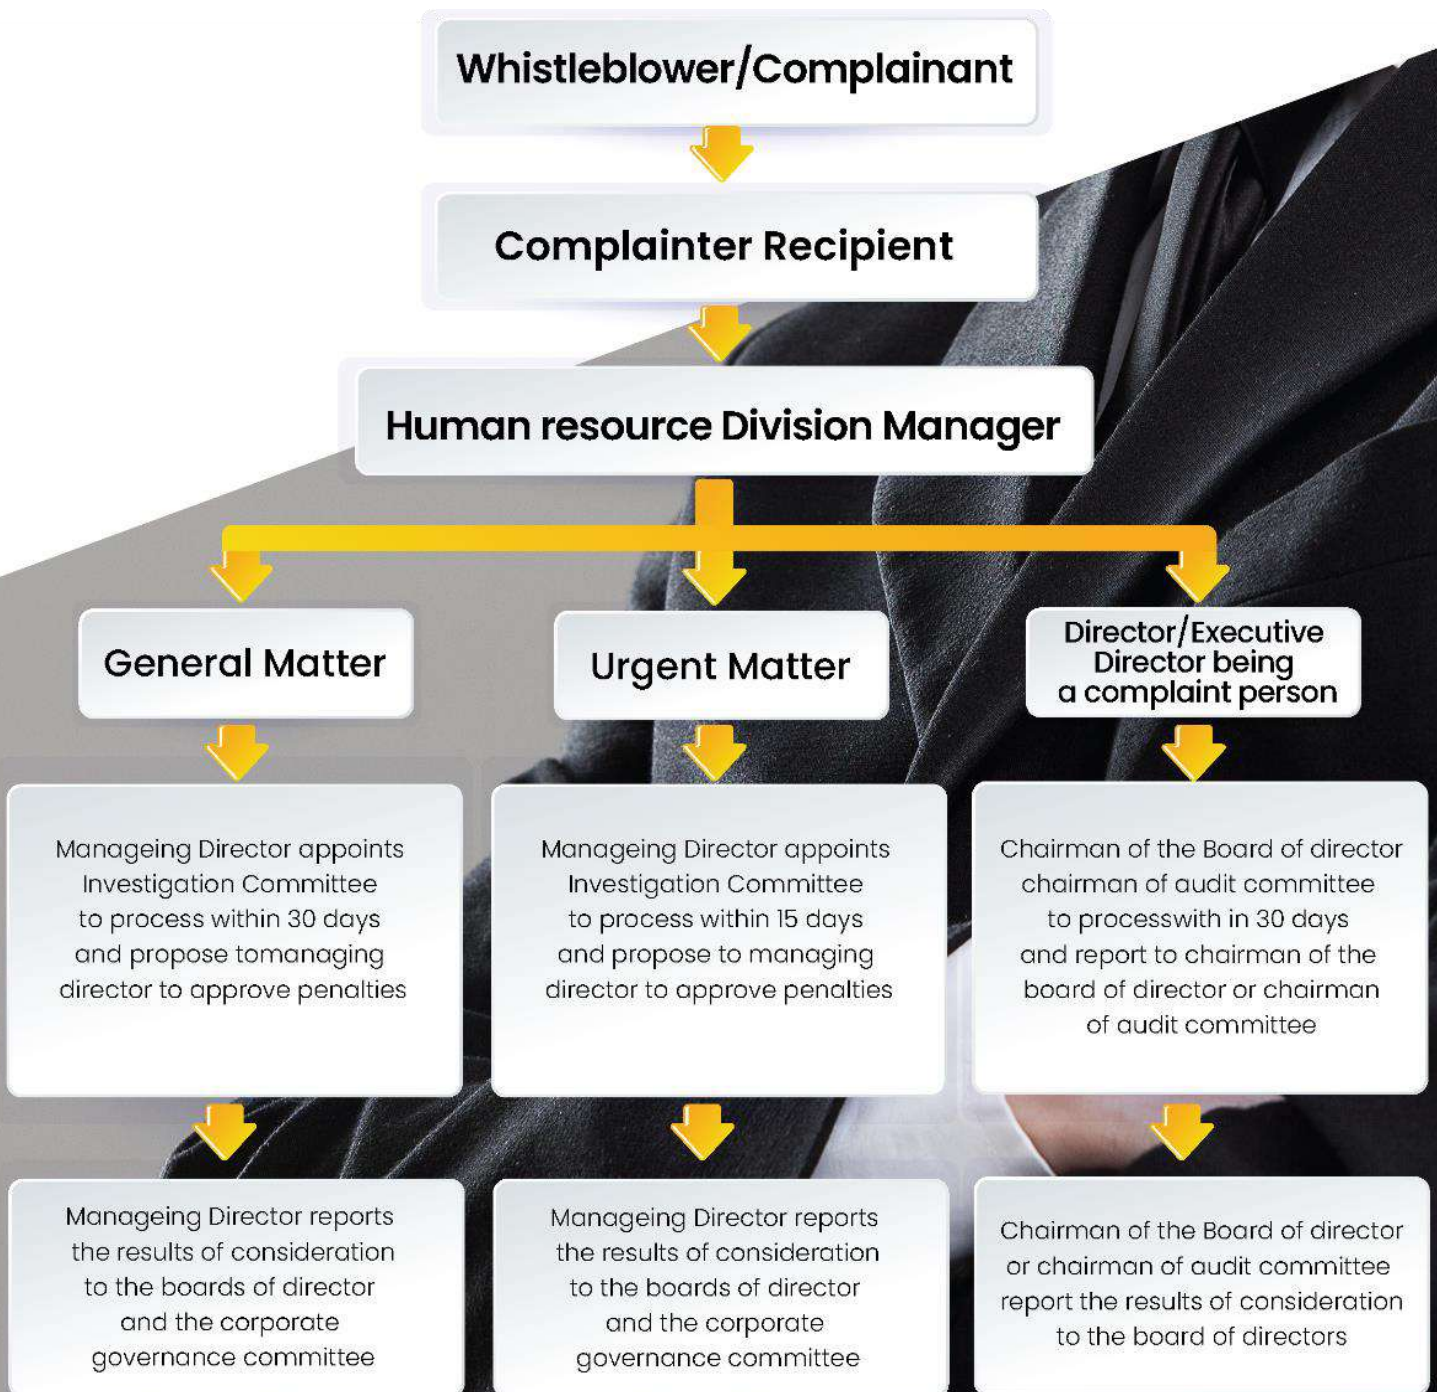 Whistleblower/Complainant
Complainter Recipient
Human resource Division Manager
General Matter
Urgent Matter
Director/Executive
Director being
a complaint person
Manageing Director appoints
Investigation Committee
to process within 30 days
and propose tomanaging
director to approve penalties
Manageing Director appoints
Investigation Committee
to process within 15 days
and propose to managing
director to approve penalties
Chairman of the Board of director
chairman of audit committee
to processwith in 30 days
and report to chairman of the
board of director or chairman
of audit committee
Manageing Director reports
the results of consideration
to the boards of director
and the corporate
governance committee
Manageing Director reports
the results of consideration
to the boards of director
and the corporate
governance committee
Chairman of the Board of director
or chairman of audit committee
report the results of consideration
to the board of directors